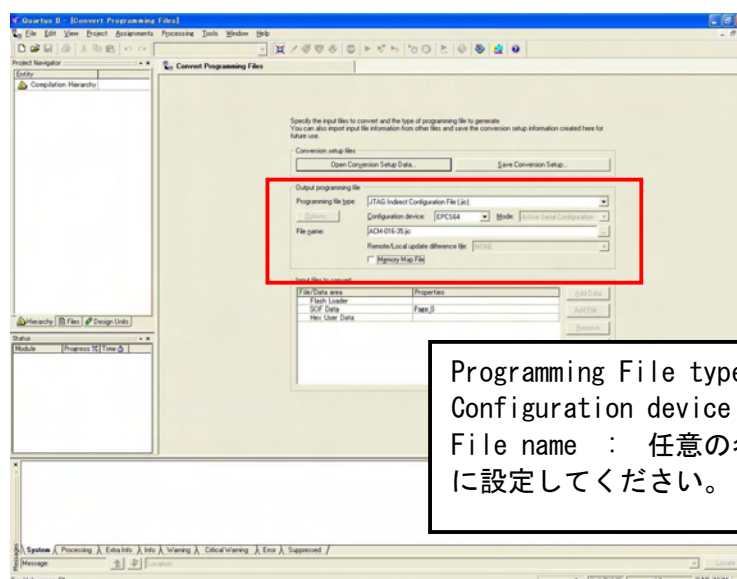 Quartus II - [Convert Programming Files]
File Edit View Project Assignments Processing Tools Window Help
Project Navigator
Entity
Compilation Hierarchy
Hierarchy Files Design Units
Status
Module Progress % Time
Convert Programming Files
Specify the input files to convert and the type of programming file to generate.
You can also import input file information from other files and save the conversion setup information created here for
future use.
Conversion setup files
Open Conversion Setup Data... Save Conversion Setup...
Output programming file
Programming file type: JTAG Indirect Configuration File (.jic)
Options... Configuration device: EPCS64 Mode: Active Serial Configuration
File name: ACM-016-35.jic
Remote/Local update difference file: NONE
Memory Map File
Input files to convert
File/Data area Properties Add Data
Flash Loader
SOF Data Page_0 Add File
Hex User Data
Remove
Programming File type
Configuration device
File name : 任意の
に設定してください。
System Processing Extra Info Info Warning Critical Warning Error Suppressed
Messages
Message: Location: Locate